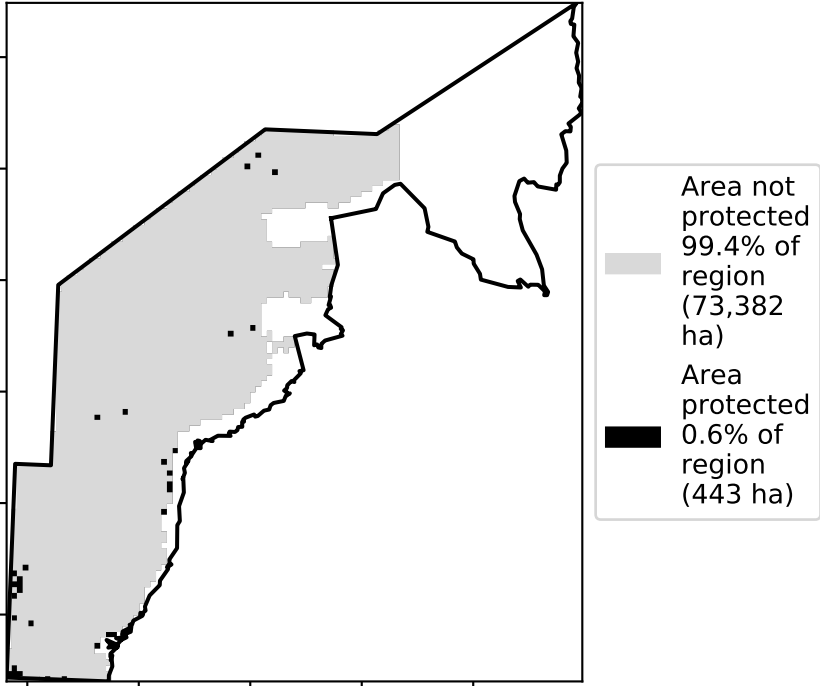 Area not
protected
99.4% of
region
(73,382
ha)
Area
protected
0.6% of
region
(443 ha)